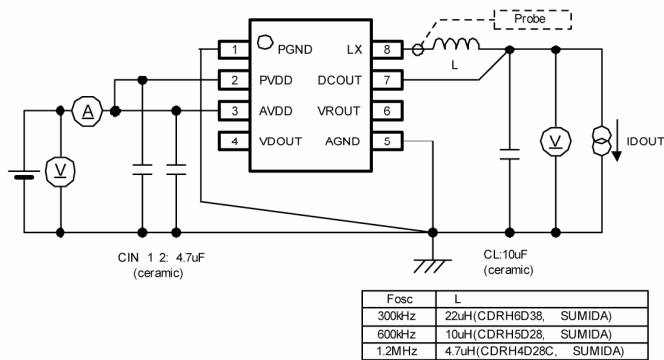 Probe
1 PGND LX 8
L
2 PVDD DCOUT 7
A
3 AVDD VROUT 6
4 VDOUT AGND 5
V
V
IDOUT
CIN 1 2: 4.7uF
(ceramic)
CL:10uF
(ceramic)
Fosc L
300kHz 22uH(CDRH6D38, SUMIDA)
600kHz 10uH(CDRH5D28, SUMIDA)
1.2MHz 4.7uH(CDRH4D28C, SUMIDA)